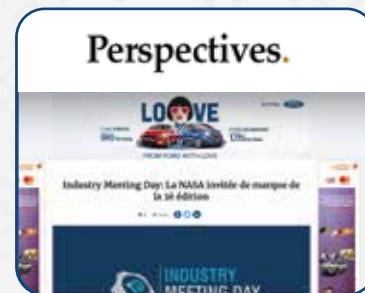 Perspectives.
LOOVE
FROM FORD WITH LOVE
Industry Meeting Day: La NASA invitée de marque de
la 2è édition
INDUSTRY
MEETING DAY